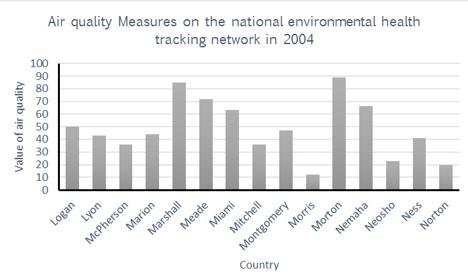 Air quality Measures on the national environmental health
tracking network in 2004
Value of air quality
100
90
80
70
60
50
40
30
20
10
0
Logan
Lyon
McPherson
Marion
Marshall
Meade
Miami
Mitchell
Montgomery
Morris
Morton
Nemaha
Neosho
Ness
Norton
Country